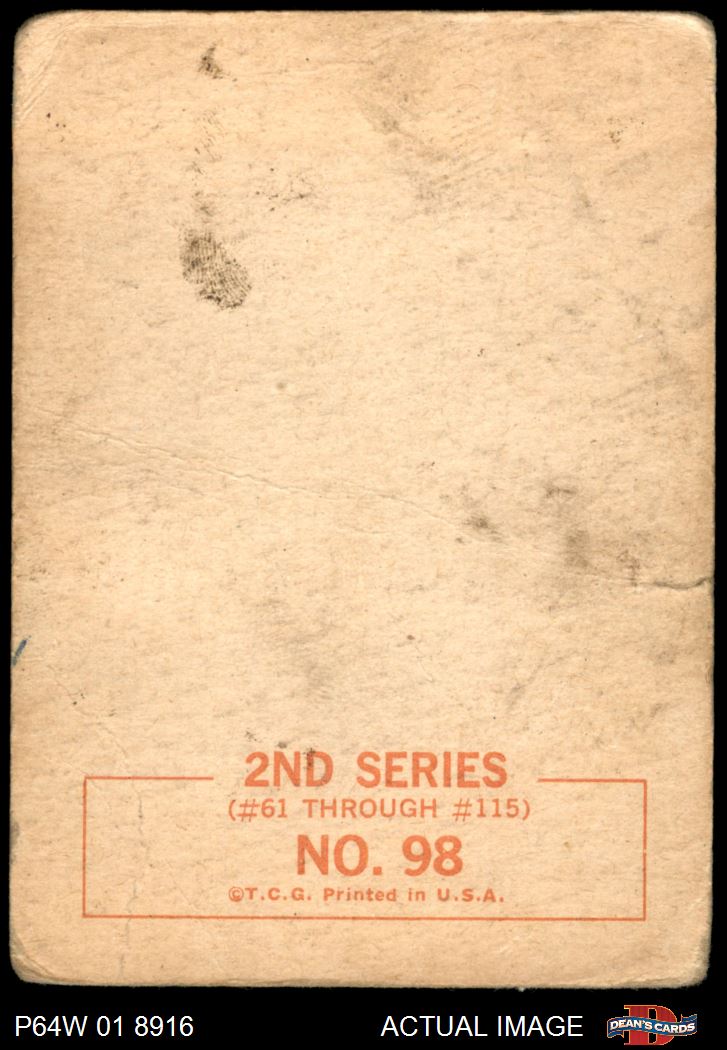 2ND SERIES
(#61 THROUGH #115)
NO. 98
©T.C.G. Printed in U.S.A.
P64W 01 8916
ACTUAL IMAGE
DEAN'S CARDS